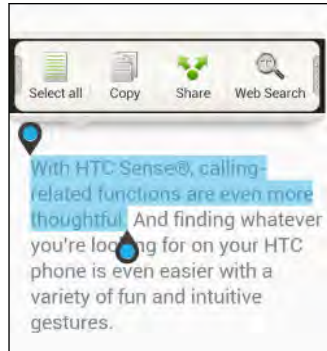 Select all Copy Share Web Search
With HTC Sense®, calling-
related functions are even more
thoughtful. And finding whatever
you're looking for on your HTC
phone is even easier with a
variety of fun and intuitive
gestures.